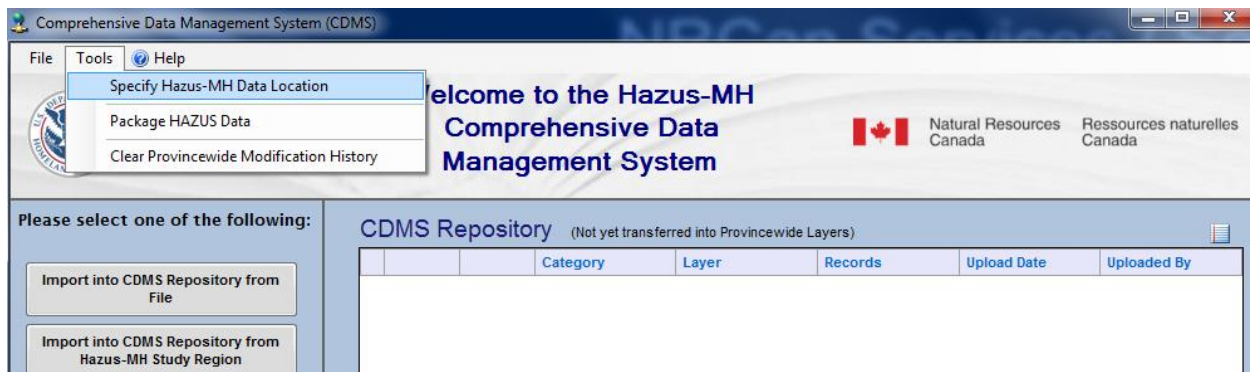 Comprehensive Data Management System (CDMS)
File Tools Help
Specify Hazus-MH Data Location
Package HAZUS Data
Clear Provincewide Modification History
elcome to the Hazus-MH
Comprehensive Data
Management System
Natural Resources
Canada
Ressources naturelles
Canada
Please select one of the following:
Import into CDMS Repository from
File
Import into CDMS Repository from
Hazus-MH Study Region
CDMS Repository (Not yet transferred into Provincewide Layers)
Category Layer Records Upload Date Uploaded By